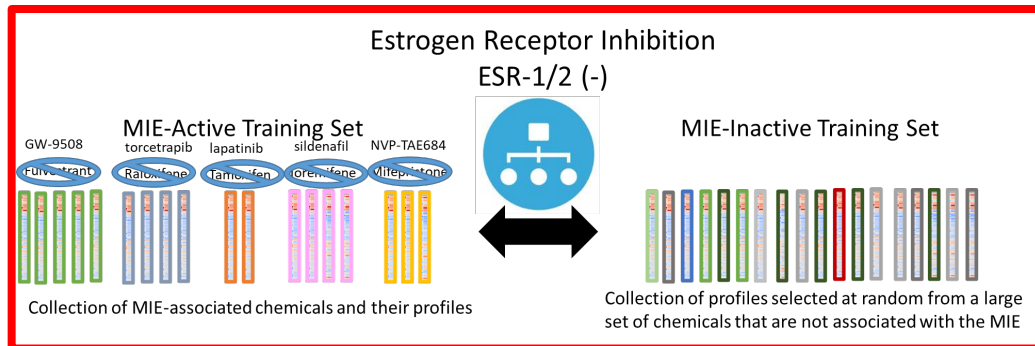 Estrogen Receptor Inhibition
ESR-1/2 (-)
MIE-Active Training Set
MIE-Inactive Training Set
GW-9508
torcetrapib
lapatinib
sildenafil
NVP-TAE684
Fulvestrant
Raloxifene
Tamoxifen
Toremifene
Mifepristone
Collection of MIE-associated chemicals and their profiles
Collection of profiles selected at random from a large
set of chemicals that are not associated with the MIE